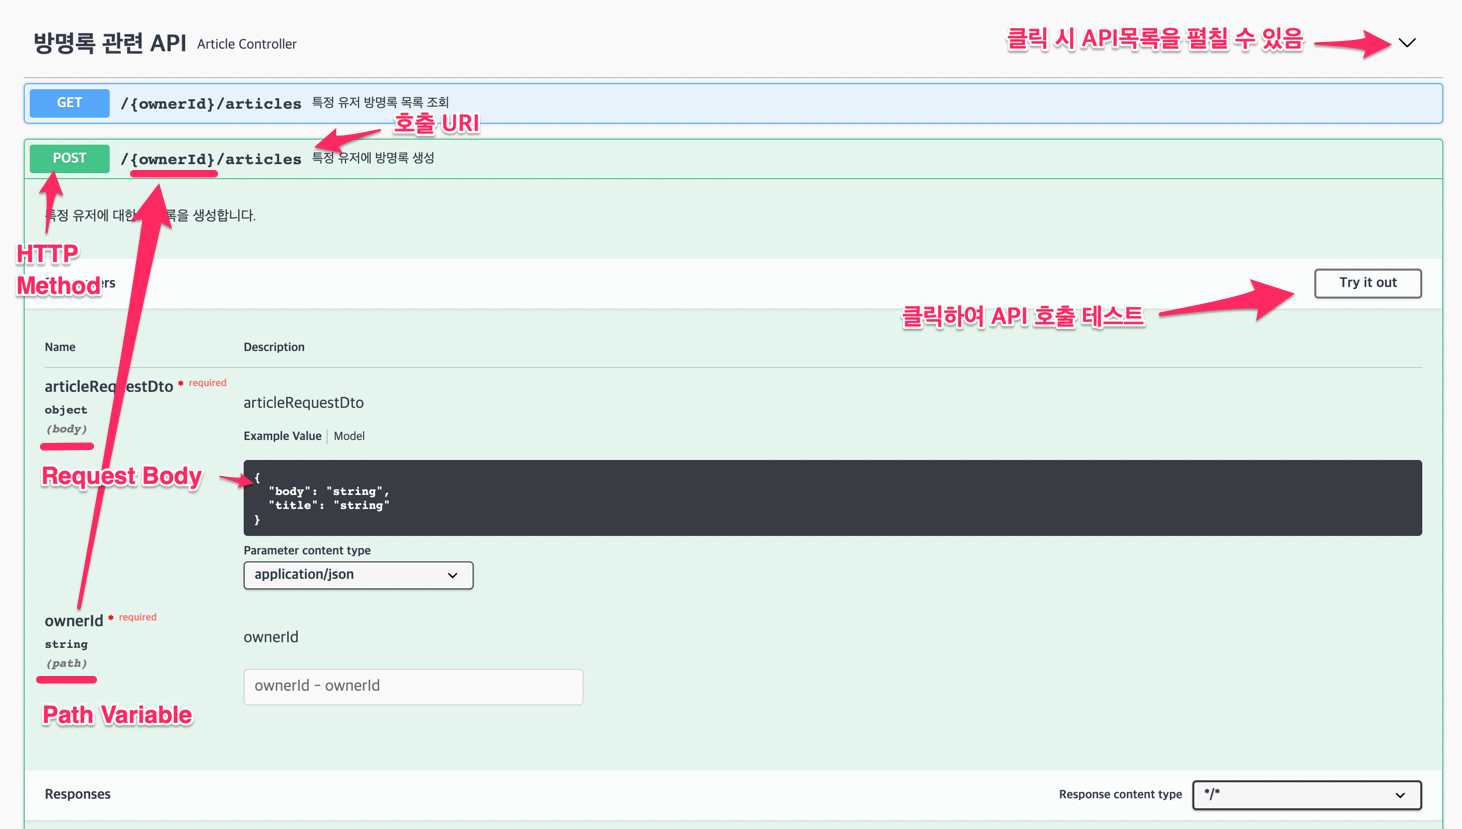 방명록 관련 API Article Controller
클릭 시 API목록을 펼칠 수 있음
GET /{ownerId}/articles 특정 유저 방명록 목록 조회
호출 URI
POST /{ownerId}/articles 특정 유저에 방명록 생성
특정 유저에 대한 록을 생성합니다.
HTTP
Method
Try it out
클릭하여 API 호출 테스트
Name Description
articleRequestDto * required
object
(body)
articleRequestDto
Example Value Model
Request Body
{
"body": "string",
"title": "string"
}
Parameter content type
application/json
ownerId * required
string
(path)
ownerId
ownerId - ownerId
Path Variable
Responses
Response content type */*